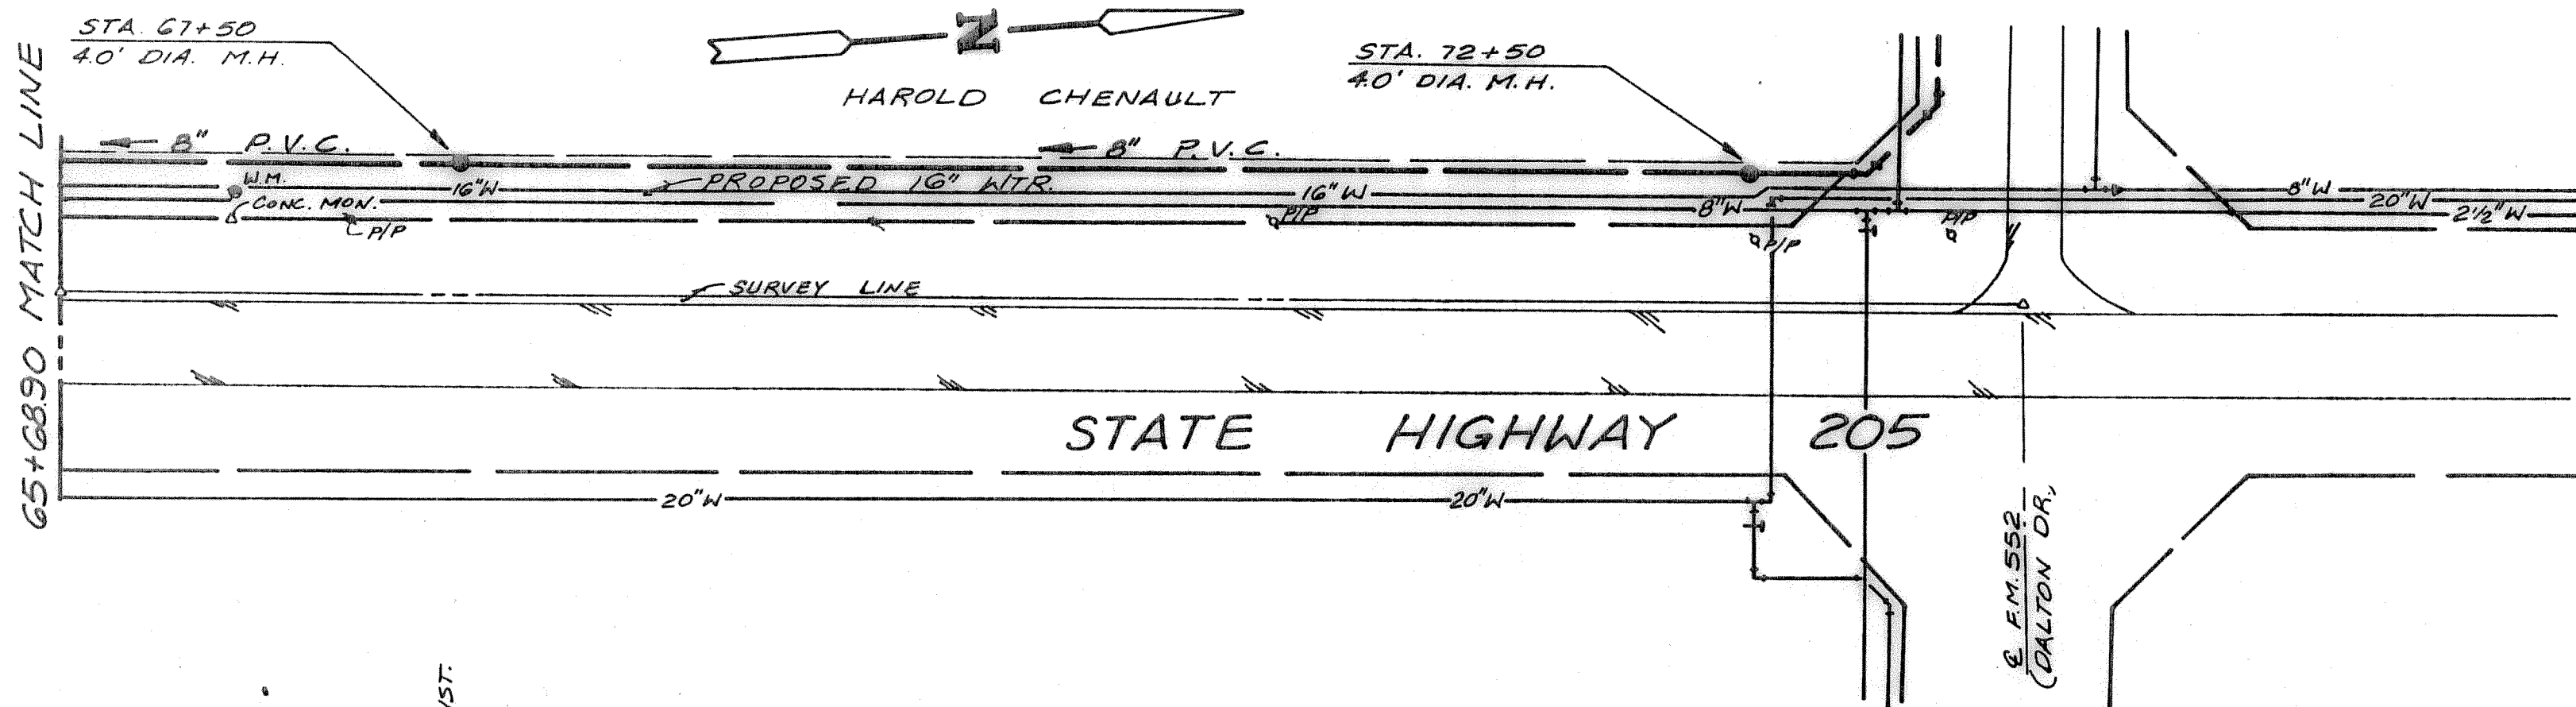 STA. 67+50
4.0' DIA. M.H.
N
STA. 72+50
4.0' DIA. M.H.
HAROLD CHENAULT
65+68.90 MATCH LINE
8" P.V.C.
8" P.V.C.
W.M.
16"W
PROPOSED 16" WTR.
16"W
8"W
CONC. MON.
8"W
20"W
2½"W
P/P
P/P
P/P
P/P
SURVEY LINE
STATE HIGHWAY 205
20"W
20"W
℄ F.M. 552
(DALTON DR.,